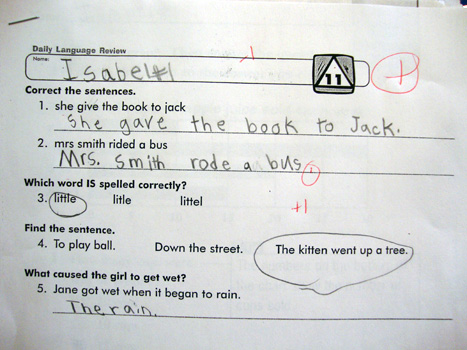 Daily Language Review
Name: Isabel
-1
11
+
Correct the sentences.
1. she give the book to jack
She gave the book to Jack.
2. mrs smith rided a bus
Mrs. Smith rode a bus.
Which word IS spelled correctly?
3. little litle littel
+1
Find the sentence.
4. To play ball. Down the street. The kitten went up a tree.
What caused the girl to get wet?
5. Jane got wet when it began to rain.
The rain.